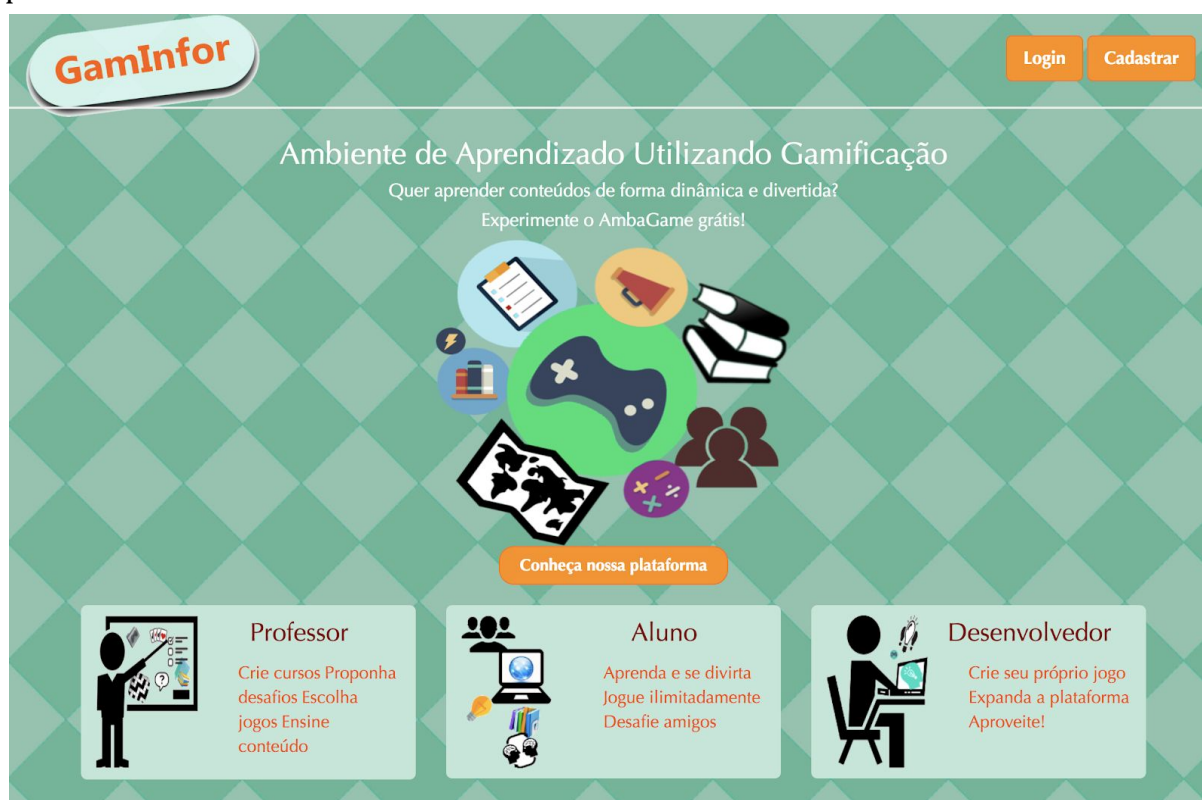 GamInfor
Login
Cadastrar
Ambiente de Aprendizado Utilizando Gamificação
Quer aprender conteúdos de forma dinâmica e divertida?
Experimente o AmbaGame grátis!
Conheça nossa plataforma
Professor
Crie cursos Proponha
desafios Escolha
jogos Ensine
conteúdo
Aluno
Aprenda e se divirta
Jogue ilimitadamente
Desafie amigos
Desenvolvedor
Crie seu próprio jogo
Expanda a plataforma
Aproveite!